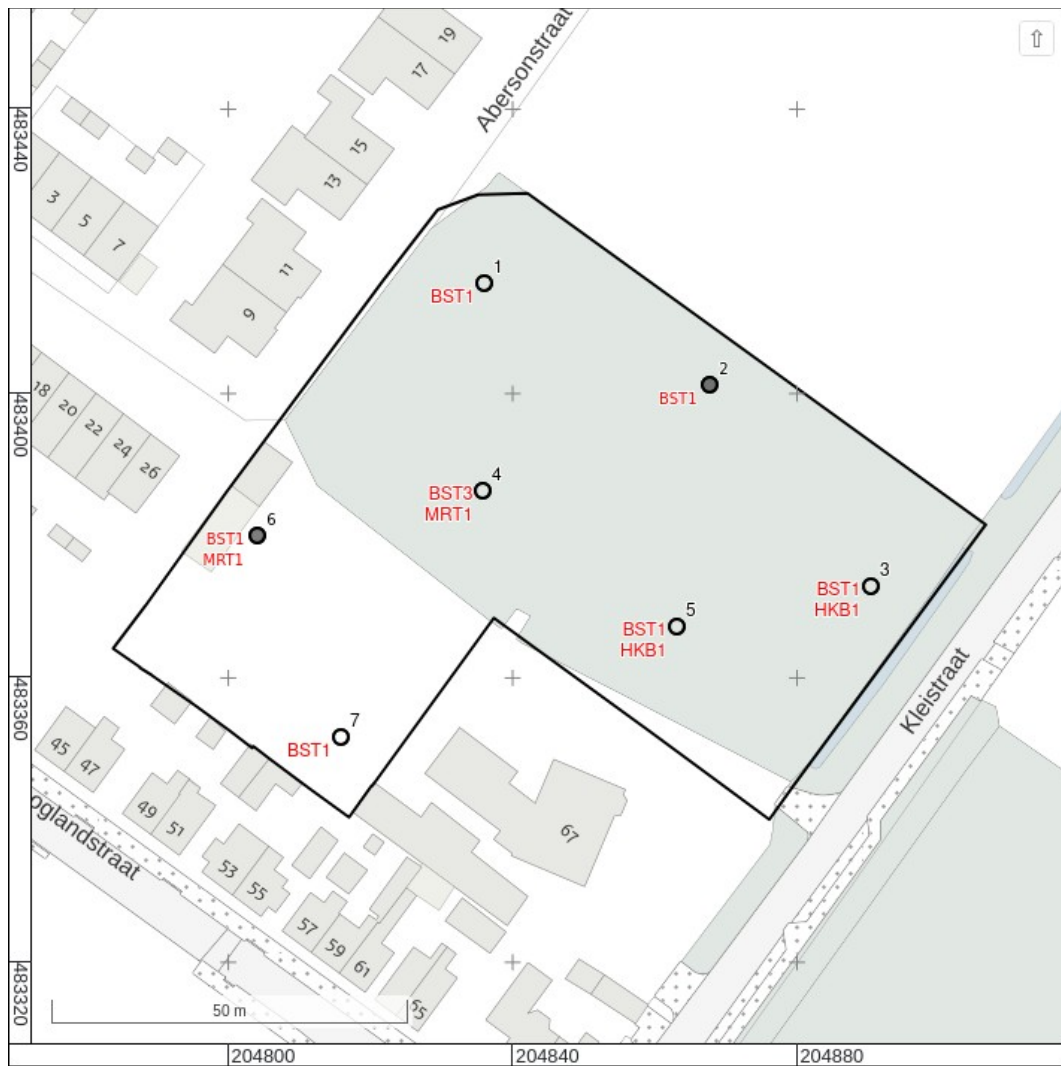 19
17
Abersonstraat
483440
15
13
3
5
7
1
BST1
11
9
2
BST1
18
20
22
24
26
483400
4
BST3
MRT1
6
BST1
MRT1
3
BST1
HKB1
5
BST1
HKB1
Kleistraat
483360
7
BST1
45
47
67
49
51
oglandstraat
53
55
57
59
61
65
483320
50 m
204800
204840
204880